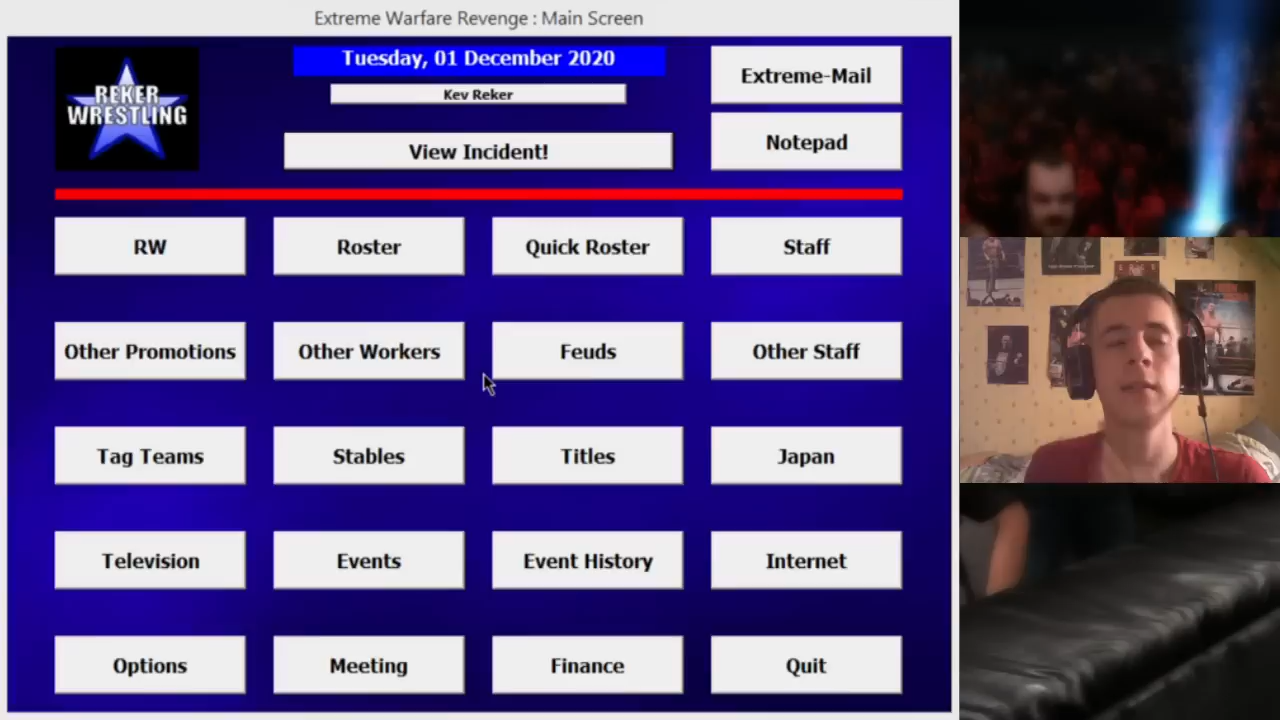 Extreme Warfare Revenge : Main Screen
REKER
WRESTLING
Tuesday, 01 December 2020
Kev Reker
View Incident!
Extreme-Mail
Notepad
RW
Roster
Quick Roster
Staff
Other Promotions
Other Workers
Feuds
Other Staff
Tag Teams
Stables
Titles
Japan
Television
Events
Event History
Internet
Options
Meeting
Finance
Quit